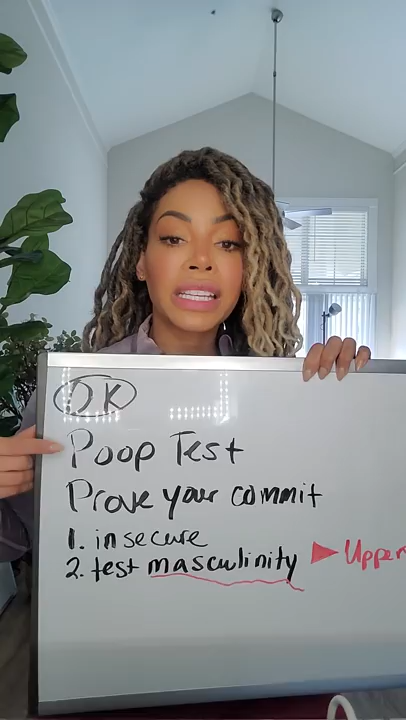 OK
Poop Test
Prove your commit
1. insecure
2. test masculinity ▶ Upper